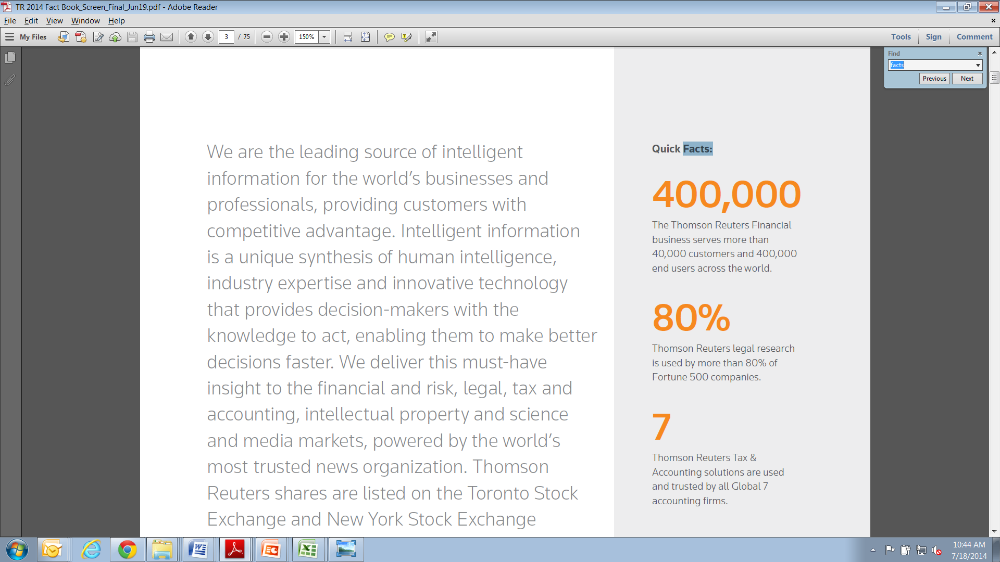 TR 2014 Fact Book_Screen_Final_Jun19.pdf - Adobe Reader
File Edit View Window Help
My Files 3 / 75 150% Tools Sign Comment
Find
facts
Previous Next
We are the leading source of intelligent
information for the world’s businesses and
professionals, providing customers with
competitive advantage. Intelligent information
is a unique synthesis of human intelligence,
industry expertise and innovative technology
that provides decision-makers with the
knowledge to act, enabling them to make better
decisions faster. We deliver this must-have
insight to the financial and risk, legal, tax and
accounting, intellectual property and science
and media markets, powered by the world’s
most trusted news organization. Thomson
Reuters shares are listed on the Toronto Stock
Exchange and New York Stock Exchange
Quick Facts:
400,000
The Thomson Reuters Financial
business serves more than
40,000 customers and 400,000
end users across the world.
80%
Thomson Reuters legal research
is used by more than 80% of
Fortune 500 companies.
7
Thomson Reuters Tax &
Accounting solutions are used
and trusted by all Global 7
accounting firms.
10:44 AM
7/18/2014